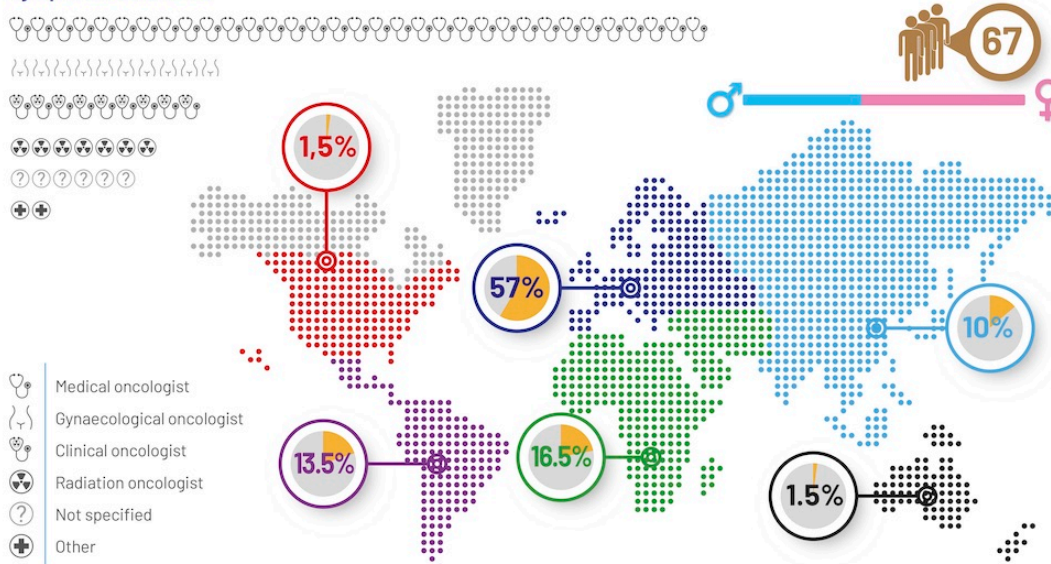 67
1,5%
57%
10%
13.5%
16.5%
1.5%
Medical oncologist
Gynaecological oncologist
Clinical oncologist
Radiation oncologist
? Not specified
Other